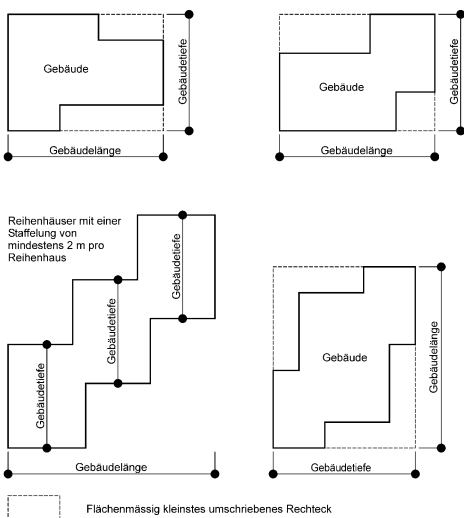 Gebäude
Gebäudetiefe
Gebäudelänge
Gebäude
Gebäudetiefe
Gebäudelänge
Reihenhäuser mit einer
Staffelung von
mindestens 2 m pro
Reihenhaus
Gebäudetiefe
Gebäudetiefe
Gebäudetiefe
Gebäudelänge
Gebäude
Gebäudelänge
Gebäudetiefe
Flächenmässig kleinstes umschriebenes Rechteck